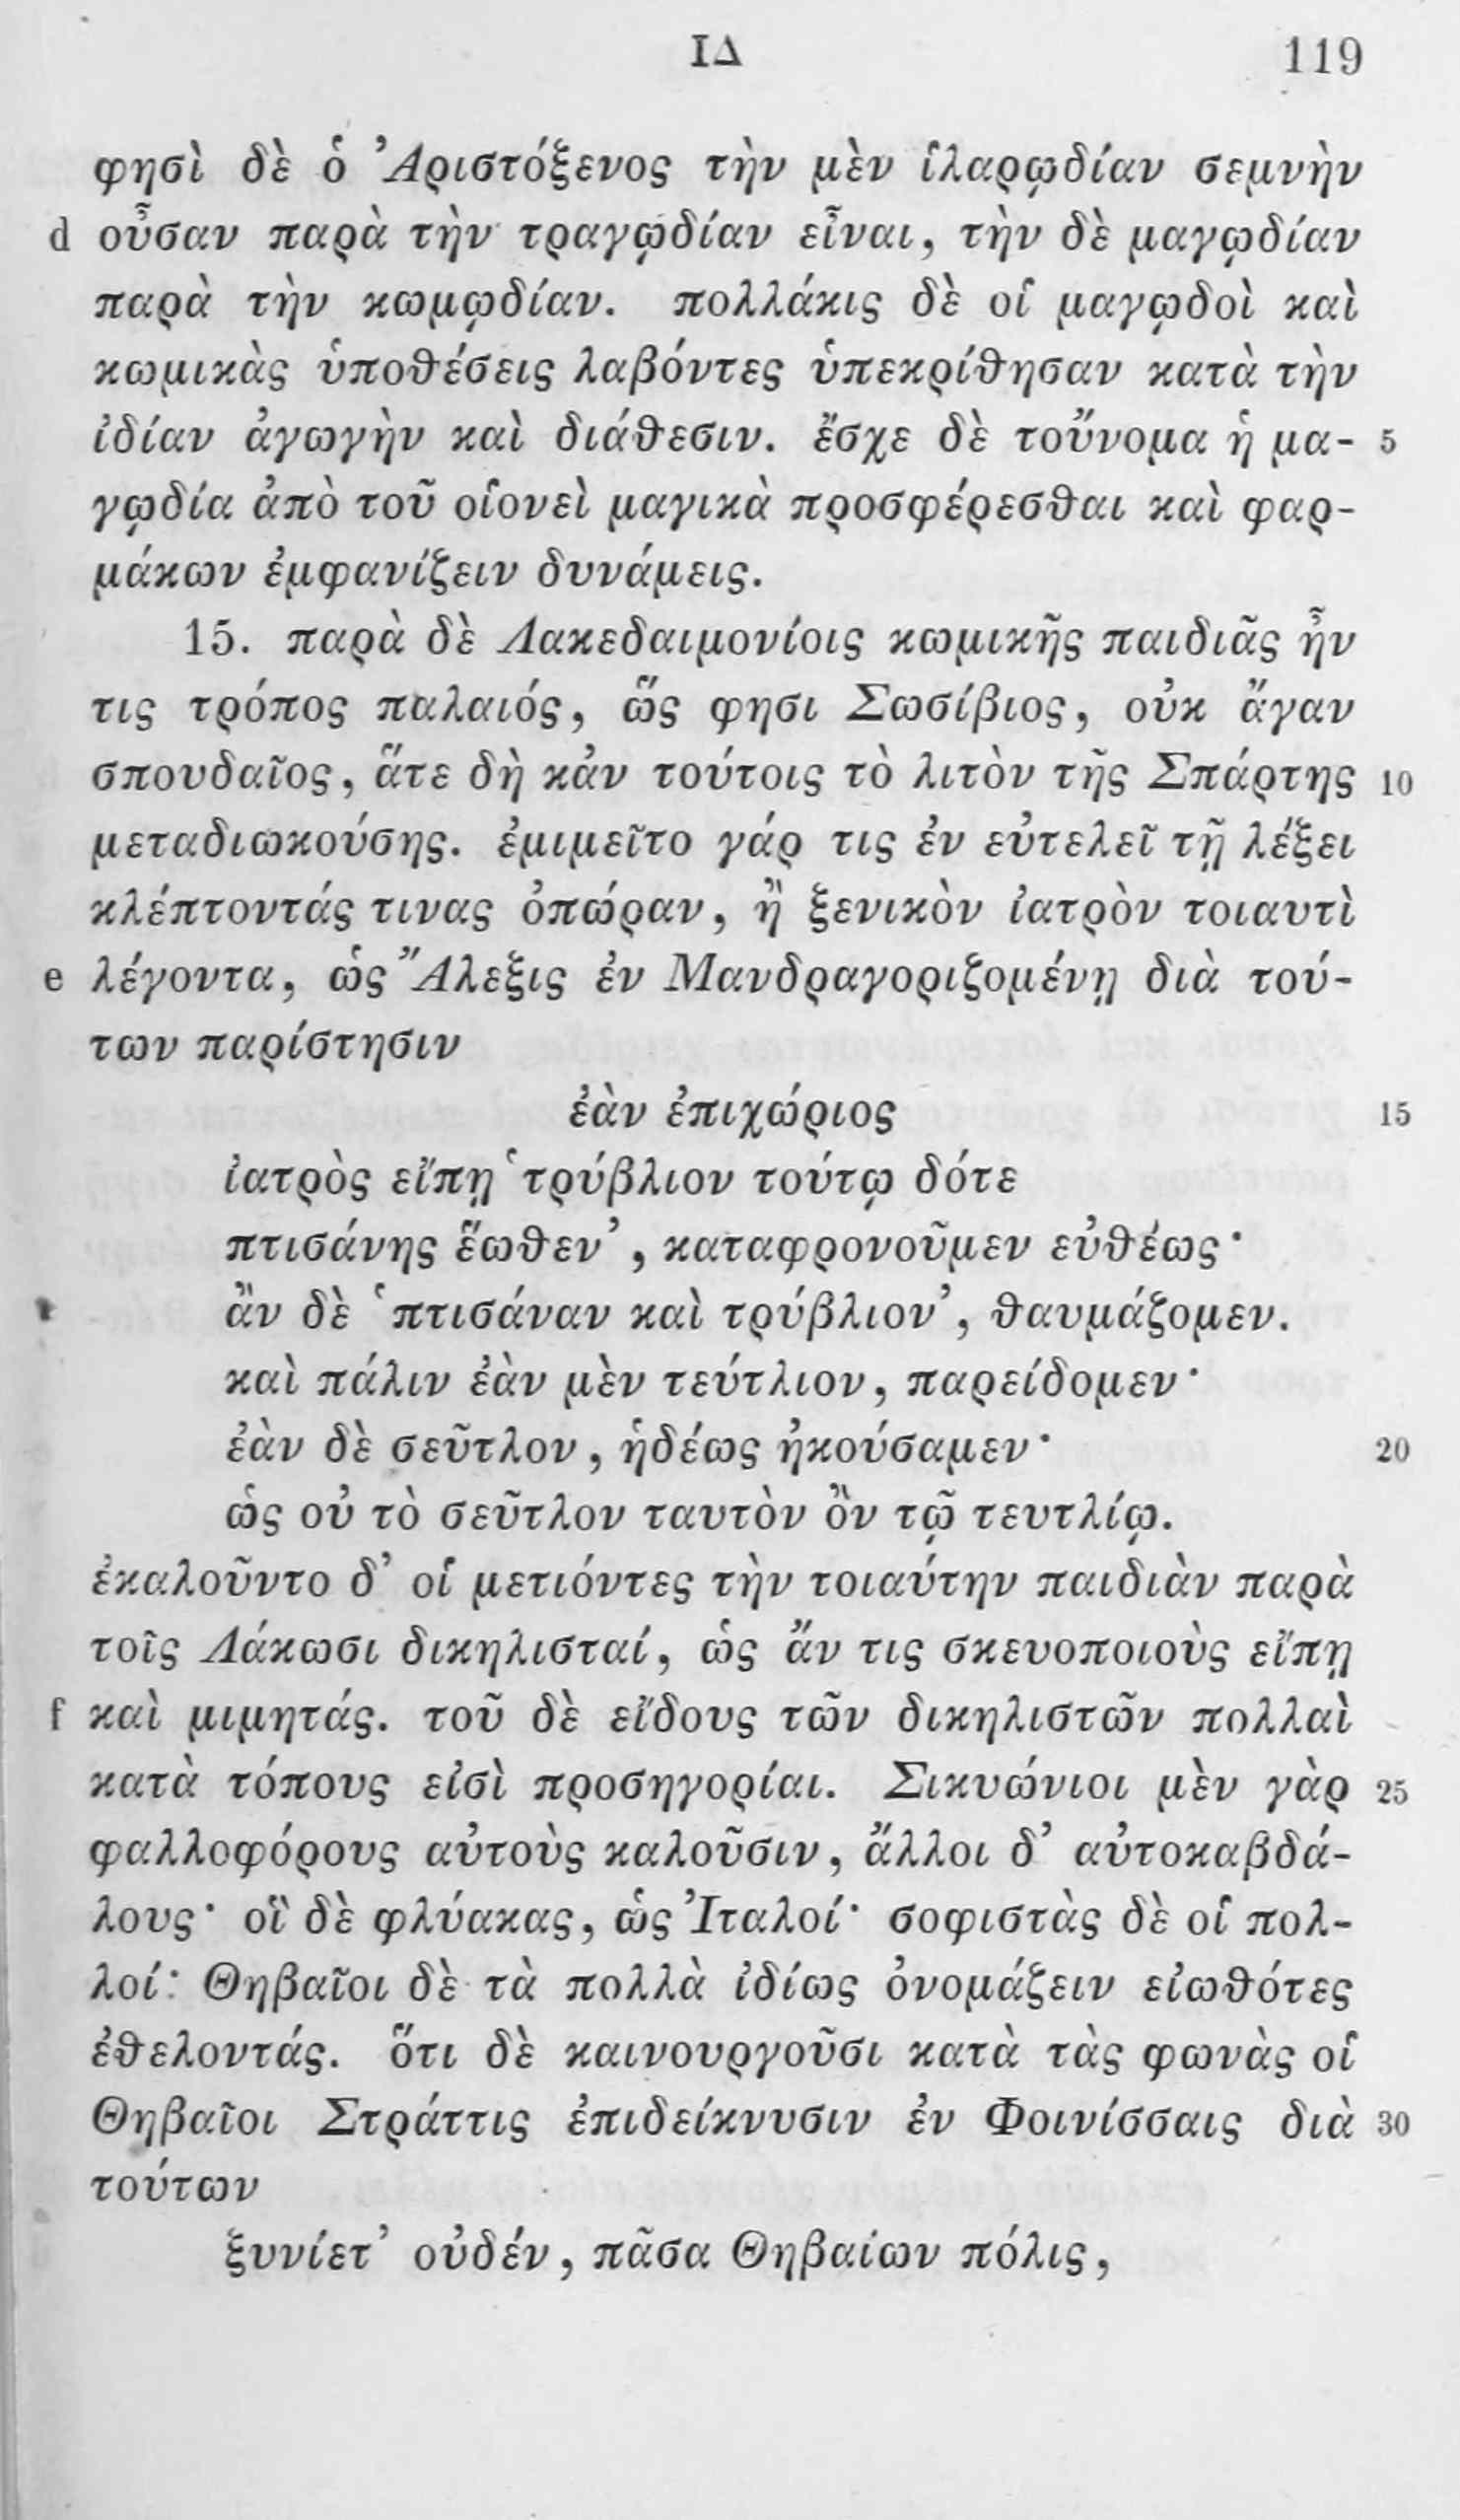 ΙΔ 119
φησὶ δὲ ὁ Ἀριστόξενος τὴν μὲν ἱλαρῳδίαν σεμνὴν
d οὖσαν παρὰ τὴν τραγῳδίαν εἶναι, τὴν δὲ μαγῳδίαν
παρὰ τὴν κωμῳδίαν. πολλάκις δὲ οἱ μαγῳδοὶ καὶ
κωμικὰς ὑποθέσεις λαβόντες ὑπεκρίθησαν κατὰ τὴν
ἰδίαν ἀγωγὴν καὶ διάθεσιν. ἔσχε δὲ τοὔνομα ἡ μα- 5
γῳδία ἀπὸ τοῦ οἱονεὶ μαγικὰ προσφέρεσθαι καὶ φαρ-
μάκων ἐμφανίζειν δυνάμεις.
15. παρὰ δὲ Λακεδαιμονίοις κωμικῆς παιδιᾶς ἦν
τις τρόπος παλαιός, ὥς φησι Σωσίβιος, οὐκ ἄγαν
σπουδαῖος, ἅτε δὴ κἀν τούτοις τὸ λιτὸν τῆς Σπάρτης 10
μεταδιωκούσης. ἐμιμεῖτο γάρ τις ἐν εὐτελεῖ τῇ λέξει
κλέπτοντάς τινας ὀπώραν, ἢ ξενικὸν ἰατρὸν τοιαυτὶ
e λέγοντα, ὡς Ἄλεξις ἐν Μανδραγοριζομένῃ διὰ τού-
των παρίστησιν
ἐὰν ἐπιχώριος 15
ἰατρὸς εἴπῃ ‘τρύβλιον τούτῳ δότε
πτισάνης ἕωθεν’, καταφρονοῦμεν εὐθέως·
ἂν δὲ ‘πτισάναν καὶ τρύβλιον’, θαυμάζομεν.
καὶ πάλιν ἐὰν μὲν τεύτλιον, παρείδομεν·
ἐὰν δὲ σεῦτλον, ἡδέως ἠκούσαμεν· 20
ὡς οὐ τὸ σεῦτλον ταυτὸν ὂν τῷ τευτλίῳ.
ἐκαλοῦντο δ’ οἱ μετιόντες τὴν τοιαύτην παιδιὰν παρὰ
τοῖς Λάκωσι δικηλισταί, ὡς ἄν τις σκευοποιοὺς εἴπῃ
f καὶ μιμητάς. τοῦ δὲ εἴδους τῶν δικηλιστῶν πολλαὶ
κατὰ τόπους εἰσὶ προσηγορίαι. Σικυώνιοι μὲν γὰρ 25
φαλλοφόρους αὐτοὺς καλοῦσιν, ἄλλοι δ’ αὐτοκαβδά-
λους· οἳ δὲ φλύακας, ὡς Ἰταλοί· σοφιστὰς δὲ οἱ πολ-
λοί· Θηβαῖοι δὲ τὰ πολλὰ ἰδίως ὀνομάζειν εἰωθότες
ἐθελοντάς. ὅτι δὲ καινουργοῦσι κατὰ τὰς φωνὰς οἱ
Θηβαῖοι Στράττις ἐπιδείκνυσιν ἐν Φοινίσσαις διὰ 30
τούτων
ξυνίετ’ οὐδέν, πᾶσα Θηβαίων πόλις,